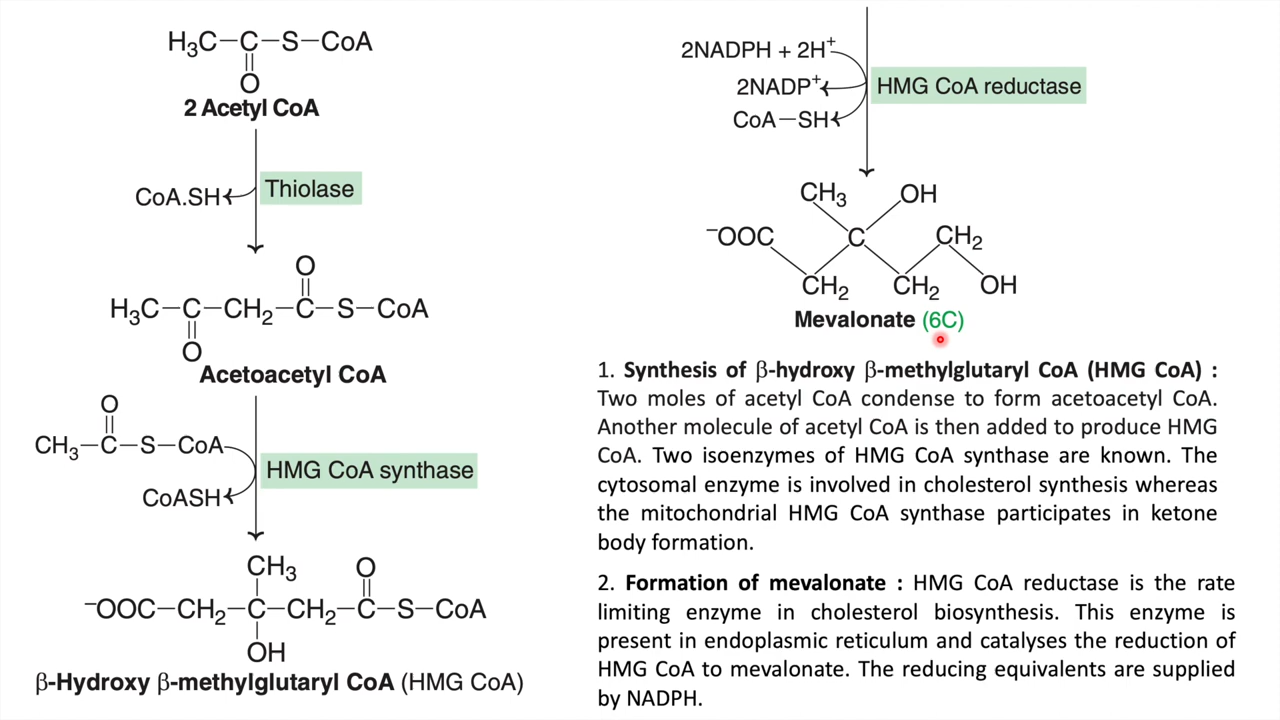 H₃C–C–S–CoA
O
2 Acetyl CoA
CoA.SH
Thiolase
O
H₃C–C–CH₂–C–S–CoA
O
Acetoacetyl CoA
O
CH₃–C–S–CoA
HMG CoA synthase
CoASH
CH₃ O
⁻OOC–CH₂–C–CH₂–C–S–CoA
OH
β-Hydroxy β-methylglutaryl CoA (HMG CoA)
2NADPH + 2H⁺
2NADP⁺
HMG CoA reductase
CoA–SH
CH₃ OH
⁻OOC C CH₂
CH₂ CH₂ OH
Mevalonate (6C)
1. Synthesis of β-hydroxy β-methylglutaryl CoA (HMG CoA) :
Two moles of acetyl CoA condense to form acetoacetyl CoA.
Another molecule of acetyl CoA is then added to produce HMG
CoA. Two isoenzymes of HMG CoA synthase are known. The
cytosomal enzyme is involved in cholesterol synthesis whereas
the mitochondrial HMG CoA synthase participates in ketone
body formation.
2. Formation of mevalonate : HMG CoA reductase is the rate
limiting enzyme in cholesterol biosynthesis. This enzyme is
present in endoplasmic reticulum and catalyses the reduction of
HMG CoA to mevalonate. The reducing equivalents are supplied
by NADPH.